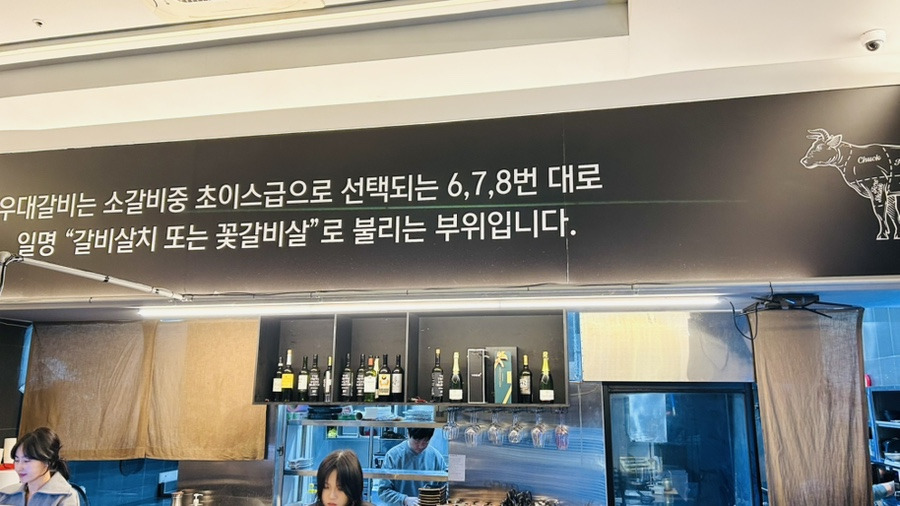 우대갈비는 소갈비중 초이스급으로 선택되는 6,7,8번 대로
일명 “갈비살치 또는 꽃갈비살”로 불리는 부위입니다.
Chuck